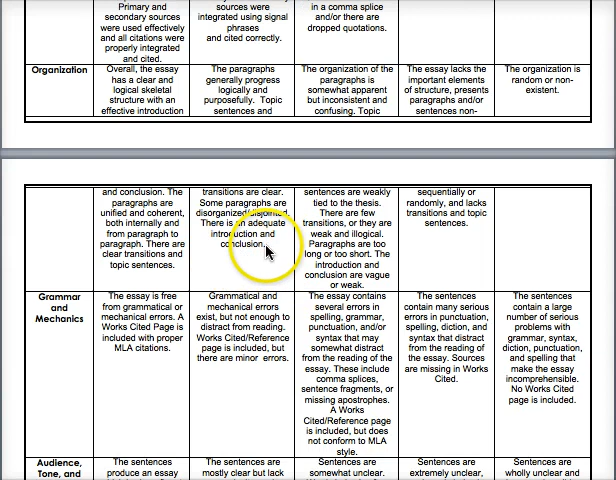 Primary and
secondary sources
were used effectively
and all citations were
properly integrated
and cited.
sources were
integrated using signal
phrases
and cited correctly.
in a comma splice
and/or there are
dropped quotations.
Organization
Overall, the essay
has a clear and
logical skeletal
structure with an
effective introduction
The paragraphs
generally progress
logically and
purposefully. Topic
sentences and
The organization of the
paragraphs is
somewhat apparent
but inconsistent and
confusing. Topic
The essay lacks the
important elements
of structure, presents
paragraphs and/or
sentences non-
The organization is
random or non-
existent.
and conclusion. The
paragraphs are
unified and coherent,
both internally and
from paragraph to
paragraph. There are
clear transitions and
topic sentences.
transitions are clear.
Some paragraphs are
disorganized/disjointed.
There is an adequate
introduction and
conclusion.
sentences are weakly
tied to the thesis.
There are few
transitions, or they are
weak and illogical.
Paragraphs are too
long or too short. The
introduction and
conclusion are vague
or weak.
sequentially or
randomly, and lacks
transitions and topic
sentences.
Grammar
and
Mechanics
The essay is free
from grammatical or
mechanical errors. A
Works Cited Page is
included with proper
MLA citations.
Grammatical and
mechanical errors
exist, but not enough to
distract from reading.
Works Cited/Reference
page is included, but
there are minor errors.
The essay contains
several errors in
spelling, grammar,
punctuation, and/or
syntax that may
somewhat distract
from the reading of the
essay. These include
comma splices,
sentence fragments, or
missing apostrophes.
A Works
Cited/Reference page
is included, but does
not conform to MLA
style.
The sentences
contain many serious
errors in punctuation,
spelling, diction, and
syntax that distract
from the reading of
the essay. Sources
are missing in Works
Cited.
The sentences
contain a large
number of serious
problems with
grammar, syntax,
diction, punctuation,
and spelling that
make the essay
incomprehensible.
No Works Cited
page is included.
Audience,
Tone, and
The sentences
produce an essay
The sentences are
mostly clear but lack
Sentences are
somewhat unclear.
Sentences are
extremely unclear,
Sentences are
wholly unclear and